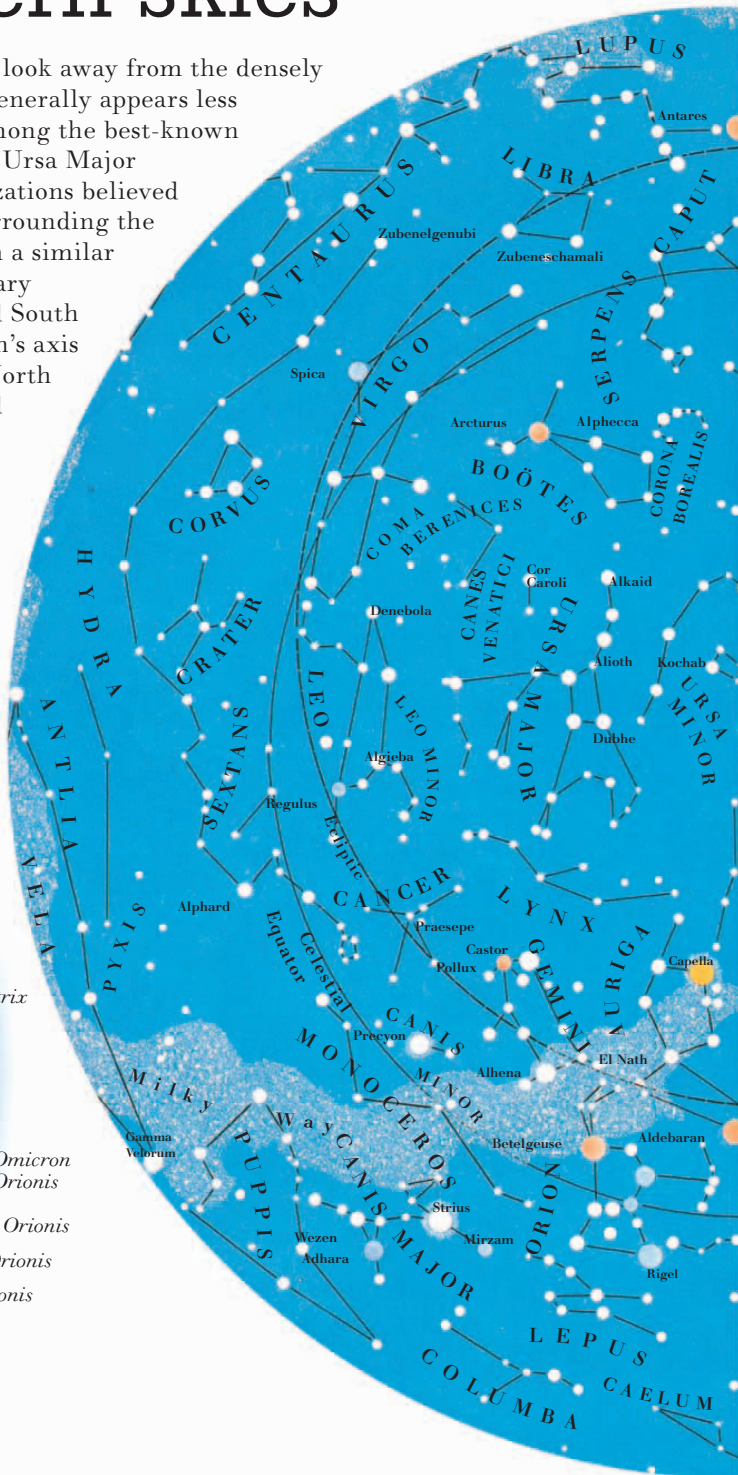 look away from the densely
enerally appears less
nong the best-known
Ursa Major
zations believed
rrounding the
n a similar
ary
l South
n's axis
North
LUPUS
Antares
LIBRA
CENTAURUS
Zubenelgenubi
Zubeneschamali
SERPENS CAPUT
Spica
VIRGO
Arcturus
Alphecca
BOÖTES
CORONA
BOREALIS
CORVUS
COMA
BERENICES
HYDRA
CANES
VENATICI
Cor
Caroli
Alkaid
Denebola
CRATER
URSA MAJOR
Alioth
Kochab
URSA
MINOR
LEO
LEO MINOR
ANTLIA
SEXTANS
Dubhe
Algieba
Regulus
Ecliptic
VELA
PYXIS
Alphard
CANCER
LYNX
Praesepe
Celestial
Equator
Castor
Pollux
GEMINI
AURIGA
Capella
trix
CANIS
MINOR
Precyon
MONOCEROS
Alhena
El Nath
Milky Way
Gamma
Velorum
PUPPIS
CANIS MAJOR
Betelgeuse
Aldebaran
ORION
Omicron
Orionis
Orionis
rionis
onis
Strius
Wezen
Adhara
Mirzam
Rigel
LEPUS
COLUMBA
CAELUM